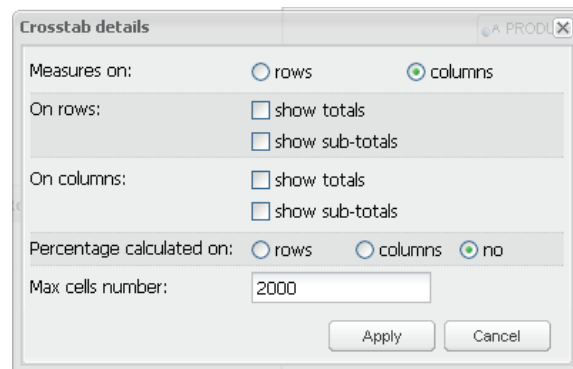 Crosstab details
A PRODU
Measures on: rows columns
On rows: show totals
show sub-totals
On columns: show totals
show sub-totals
Percentage calculated on: rows columns no
Max cells number: 2000
Apply Cancel